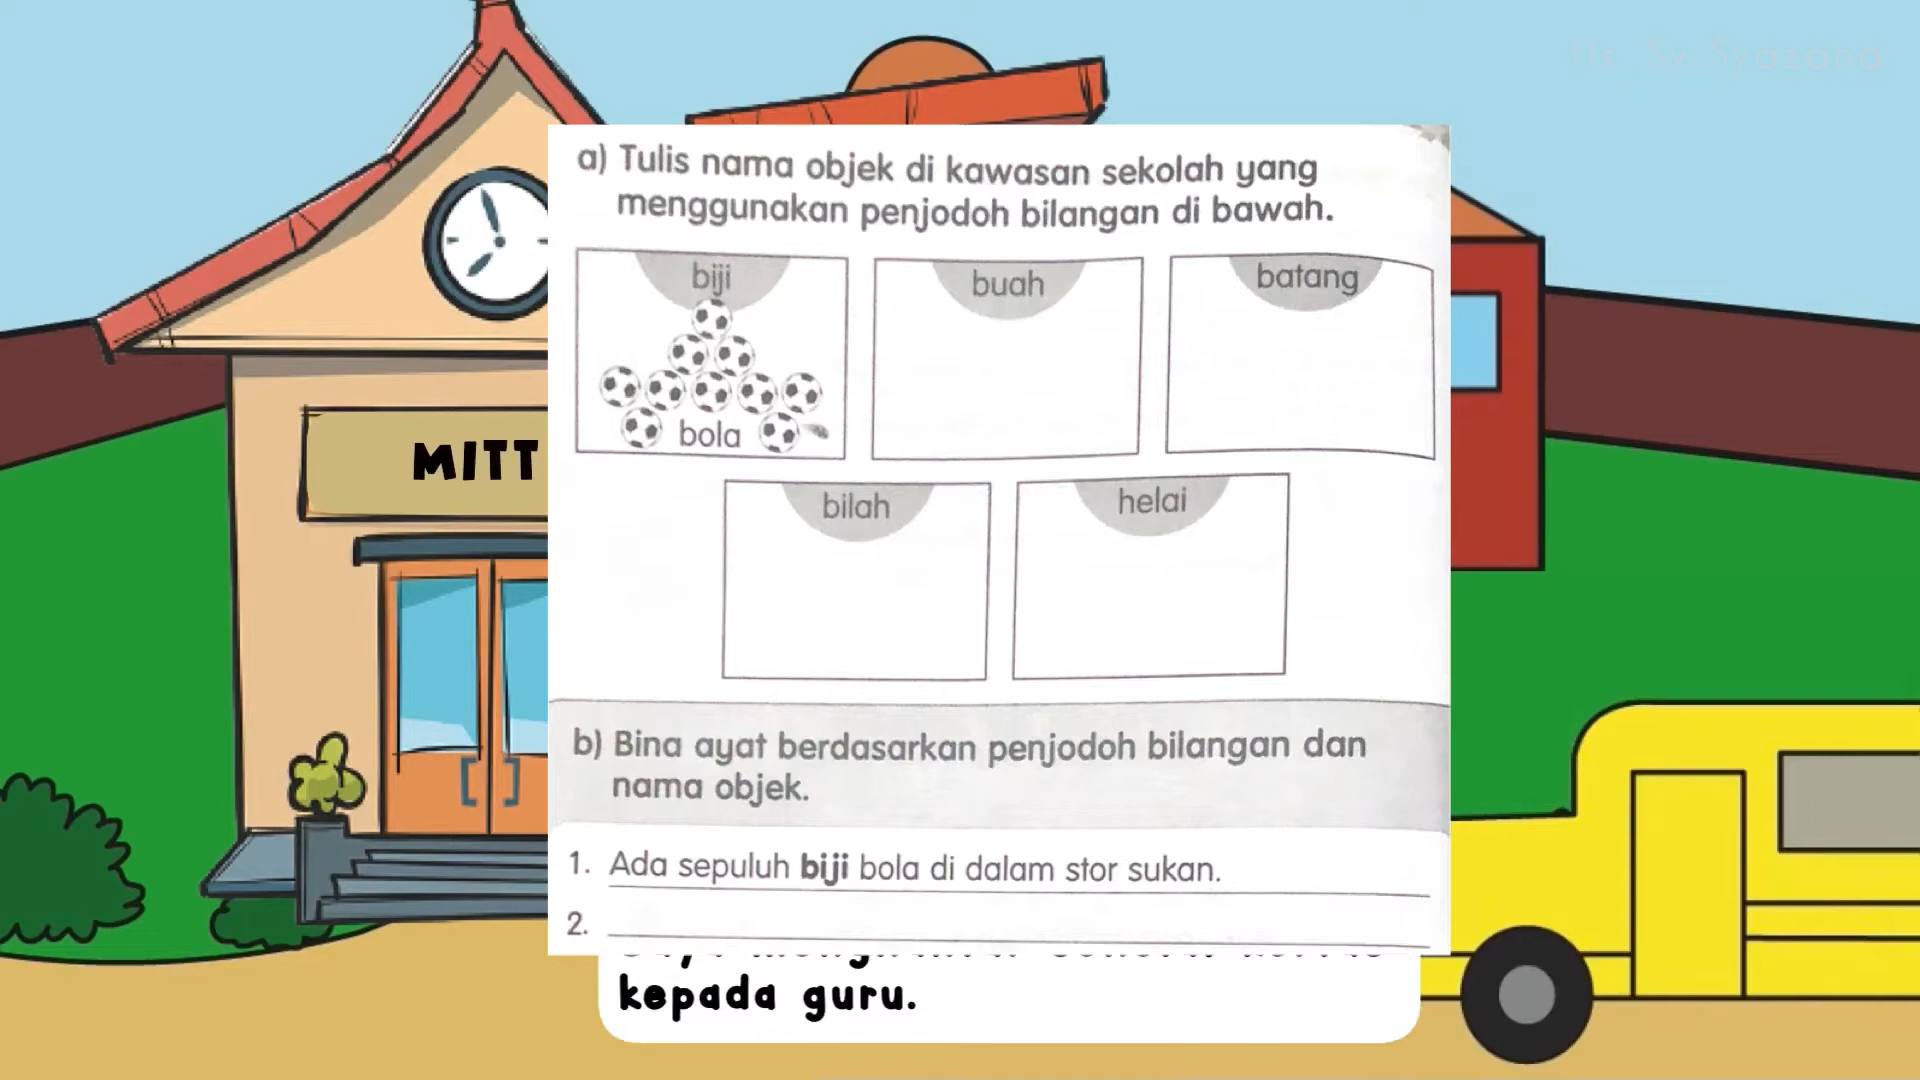 MITT
a) Tulis nama objek di kawasan sekolah yang
menggunakan penjodoh bilangan di bawah.
biji
buah
batang
bola
bilah
helai
b) Bina ayat berdasarkan penjodoh bilangan dan
nama objek.
1. Ada sepuluh biji bola di dalam stor sukan.
2.
kepada guru.